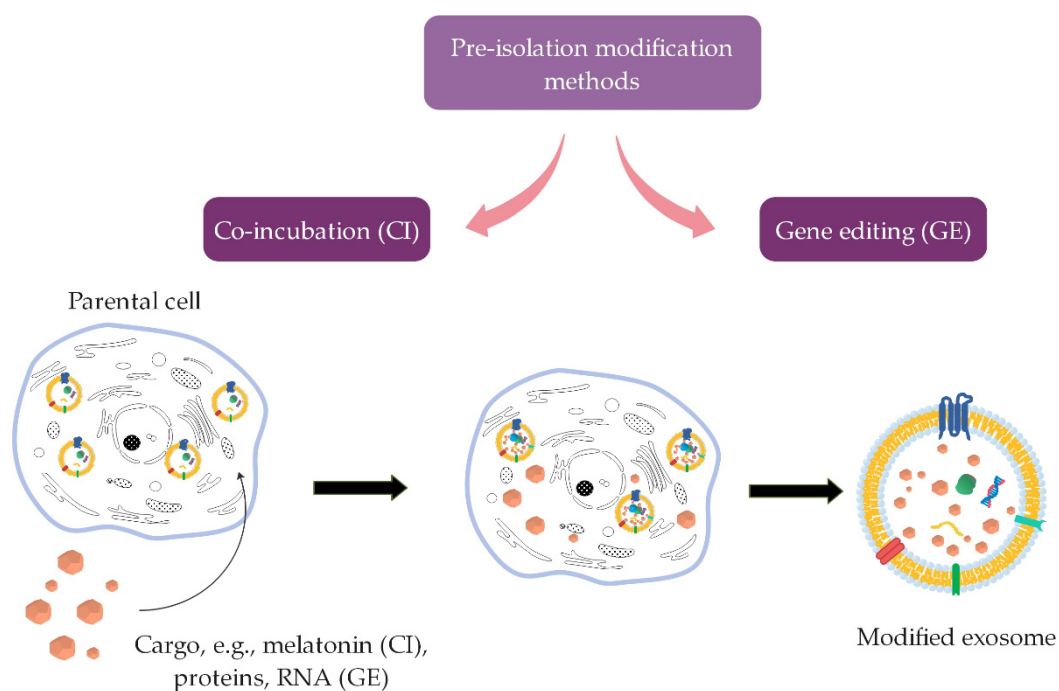 Pre-isolation modification
methods
Co-incubation (CI)
Gene editing (GE)
Parental cell
Cargo, e.g., melatonin (CI),
proteins, RNA (GE)
Modified exosome